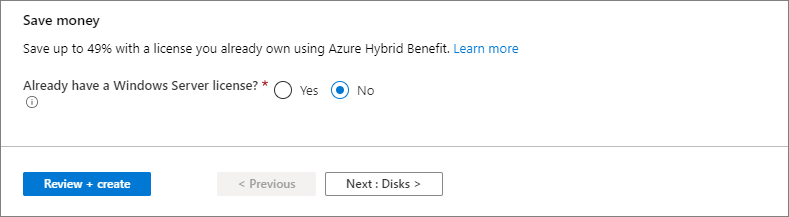 Save money
Save up to 49% with a license you already own using Azure Hybrid Benefit. Learn more
Already have a Windows Server license? * Yes No
Review + create < Previous Next : Disks >